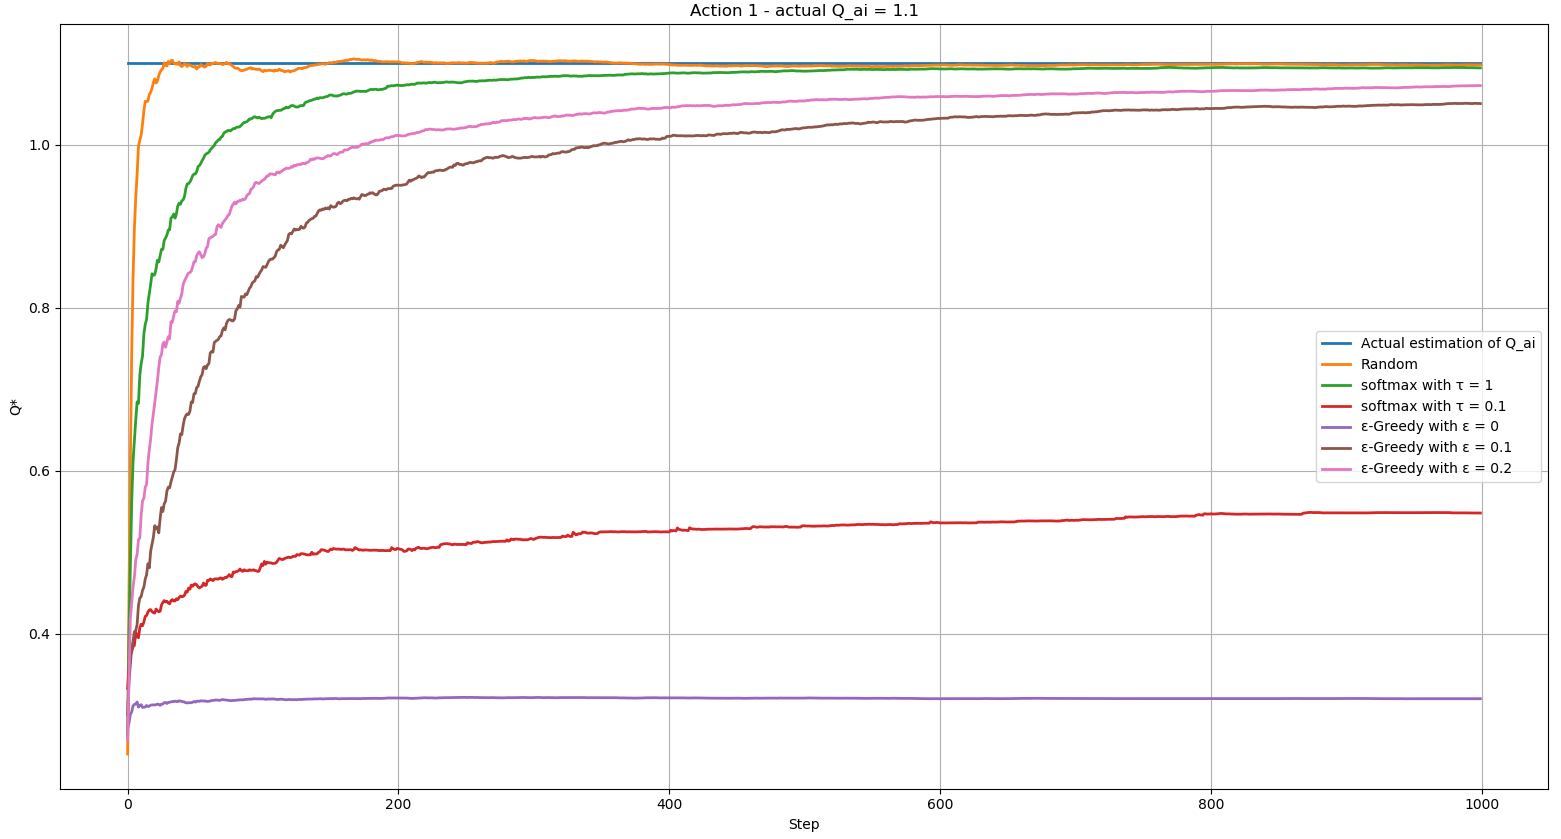 Action 1 - actual Q_ai = 1.1
1.0
0.8
0.6
0.4
Q*
0
200
400
600
800
1000
Step
Actual estimation of Q_ai
Random
softmax with τ = 1
softmax with τ = 0.1
ε-Greedy with ε = 0
ε-Greedy with ε = 0.1
ε-Greedy with ε = 0.2